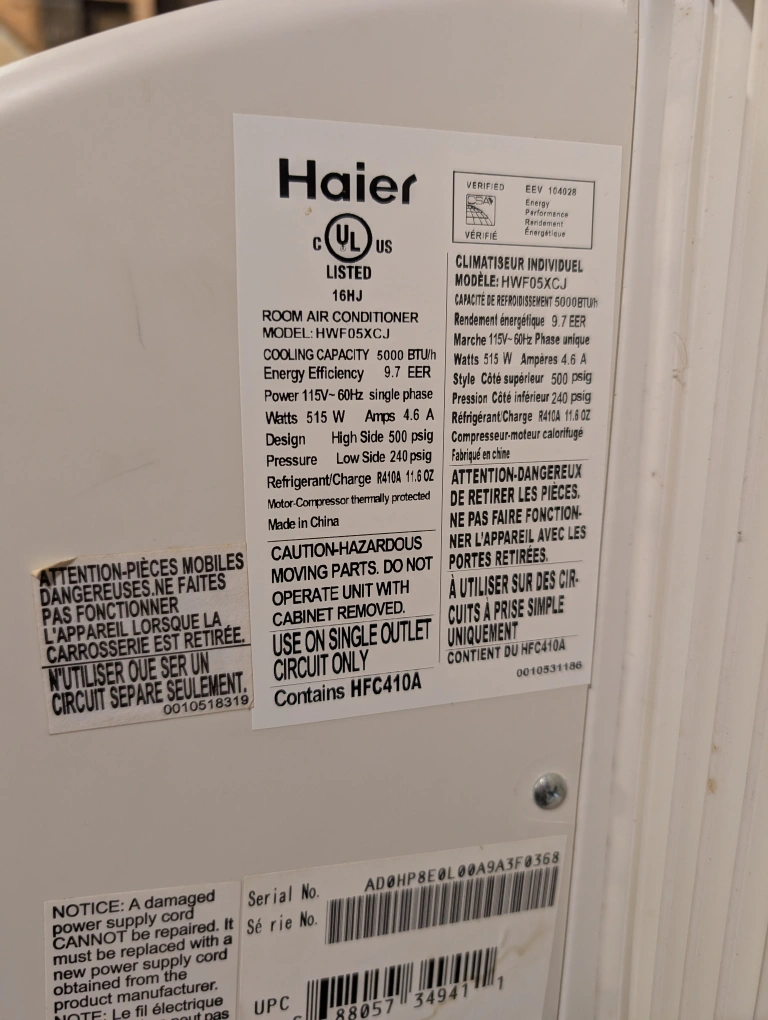 Haier
C UL US
LISTED
16HJ
ROOM AIR CONDITIONER
MODEL: HWF05XCJ
COOLING CAPACITY 5000 BTU/h
Energy Efficiency 9.7 EER
Power 115V~ 60Hz single phase
Watts 515 W Amps 4.6 A
Design High Side 500 psig
Pressure Low Side 240 psig
Refrigerant/Charge R410A 11.6 OZ
Motor-Compressor thermally protected
Made in China
CAUTION-HAZARDOUS
MOVING PARTS. DO NOT
OPERATE UNIT WITH
CABINET REMOVED.
USE ON SINGLE OUTLET
CIRCUIT ONLY
Contains HFC410A
VERIFIED
CSA
VÉRIFIÉ
EEV 104028
Energy
Performance
Rendement
Énergétique
CLIMATISEUR INDIVIDUEL
MODÈLE: HWF05XCJ
CAPACITÉ DE REFROIDISSEMENT 5000BTU/h
Rendement énergétique 9.7 EER
Marche 115V~ 60Hz Phase unique
Watts 515 W Ampères 4.6 A
Style Côté supérieur 500 psig
Pression Côté inférieur 240 psig
Réfrigérant/Charge R410A 11.6 OZ
Compresseur-moteur calorifugé
Fabriqué en chine
ATTENTION-DANGEREUX
DE RETIRER LES PIÈCES.
NE PAS FAIRE FONCTION-
NER L'APPAREIL AVEC LES
PORTES RETIRÉES.
À UTILISER SUR DES CIR-
CUITS À PRISE SIMPLE
UNIQUEMENT
CONTIENT DU HFC410A
0010531186
ATTENTION-PIÈCES MOBILES
DANGEREUSES.NE FAITES
PAS FONCTIONNER
L'APPAREIL LORSQUE LA
CARROSSERIE EST RETIRÉE.
N'UTILISER QUE SER UN
CIRCUIT SEPARE SEULEMENT.
0010518319
NOTICE: A damaged
power supply cord
CANNOT be repaired. It
must be replaced with a
new power supply cord
obtained from the
product manufacturer.
NOTE: Le fil électrique
peut pas
Serial No. AD0HP8E0L00A9A3F0368
Série No.
UPC
88057 34941 1